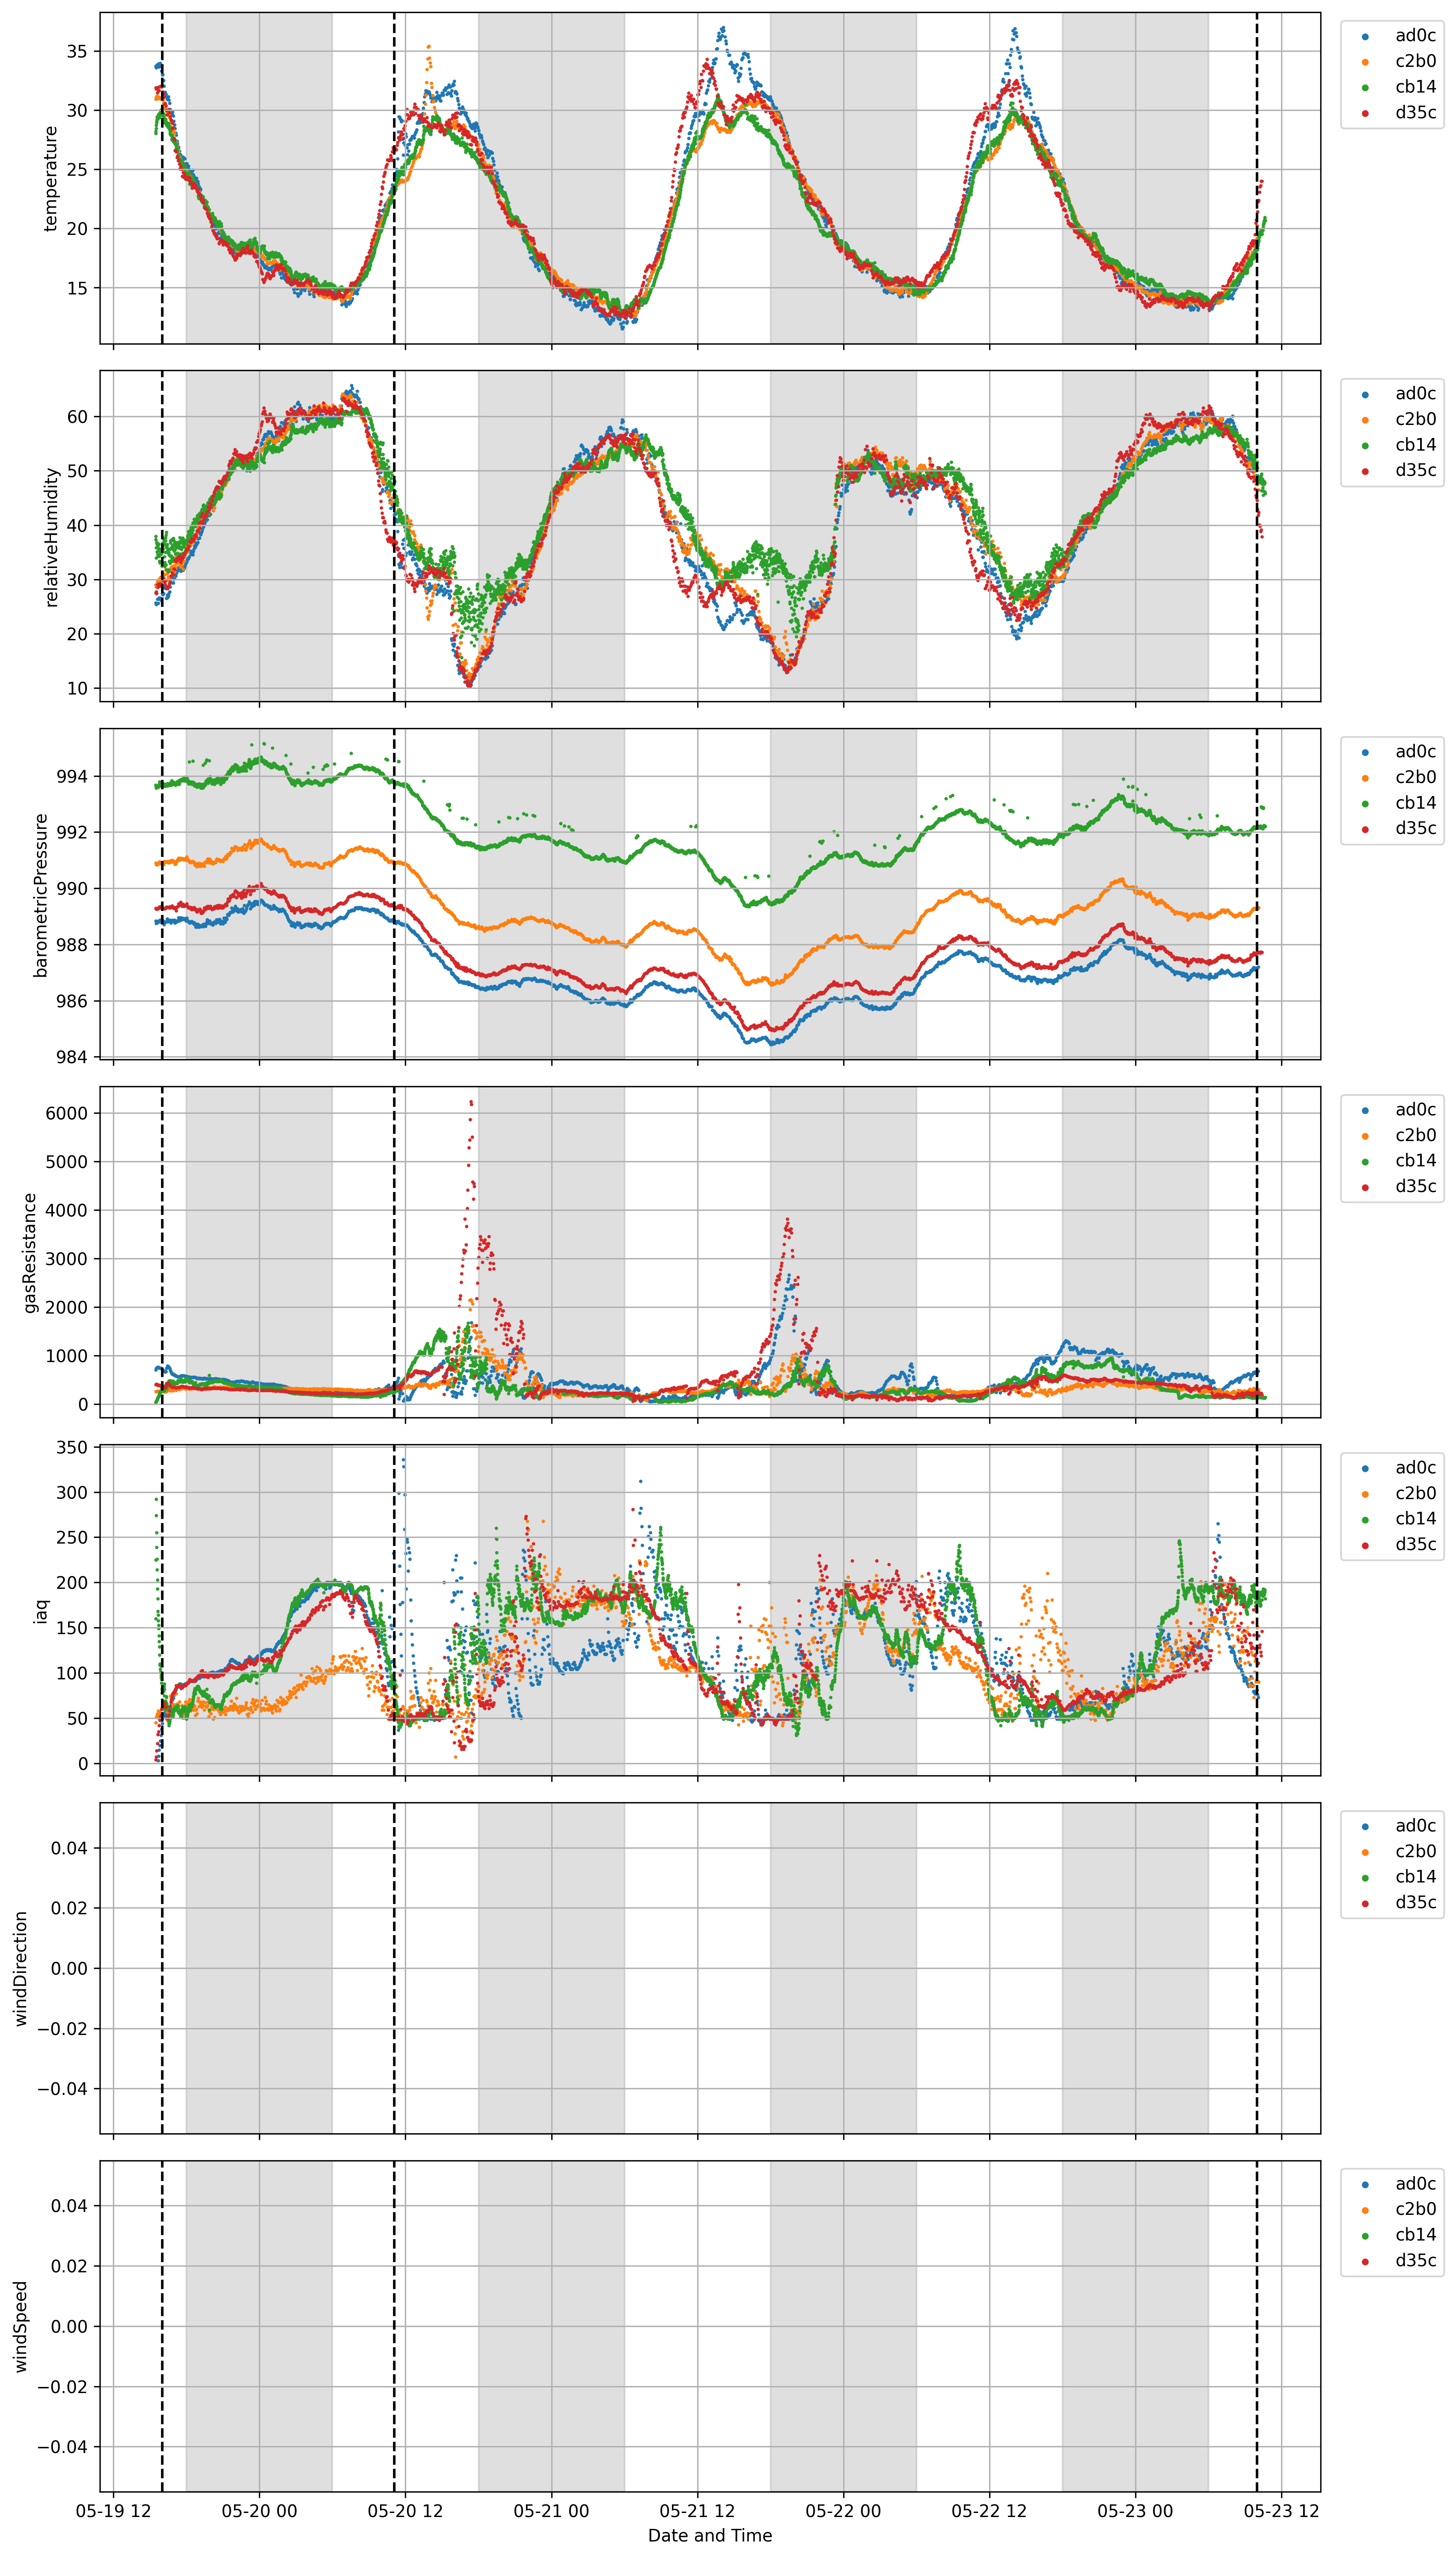 temperature
35
30
25
20
15
ad0c
c2b0
cb14
d35c
relativeHumidity
60
50
40
30
20
10
ad0c
c2b0
cb14
d35c
barometricPressure
994
992
990
988
986
984
ad0c
c2b0
cb14
d35c
gasResistance
6000
5000
4000
3000
2000
1000
0
ad0c
c2b0
cb14
d35c
iaq
350
300
250
200
150
100
50
0
ad0c
c2b0
cb14
d35c
windDirection
0.04
0.02
0.00
−0.02
−0.04
ad0c
c2b0
cb14
d35c
windSpeed
0.04
0.02
0.00
−0.02
−0.04
ad0c
c2b0
cb14
d35c
05-19 12 05-20 00 05-20 12 05-21 00 05-21 12 05-22 00 05-22 12 05-23 00 05-23 12
Date and Time